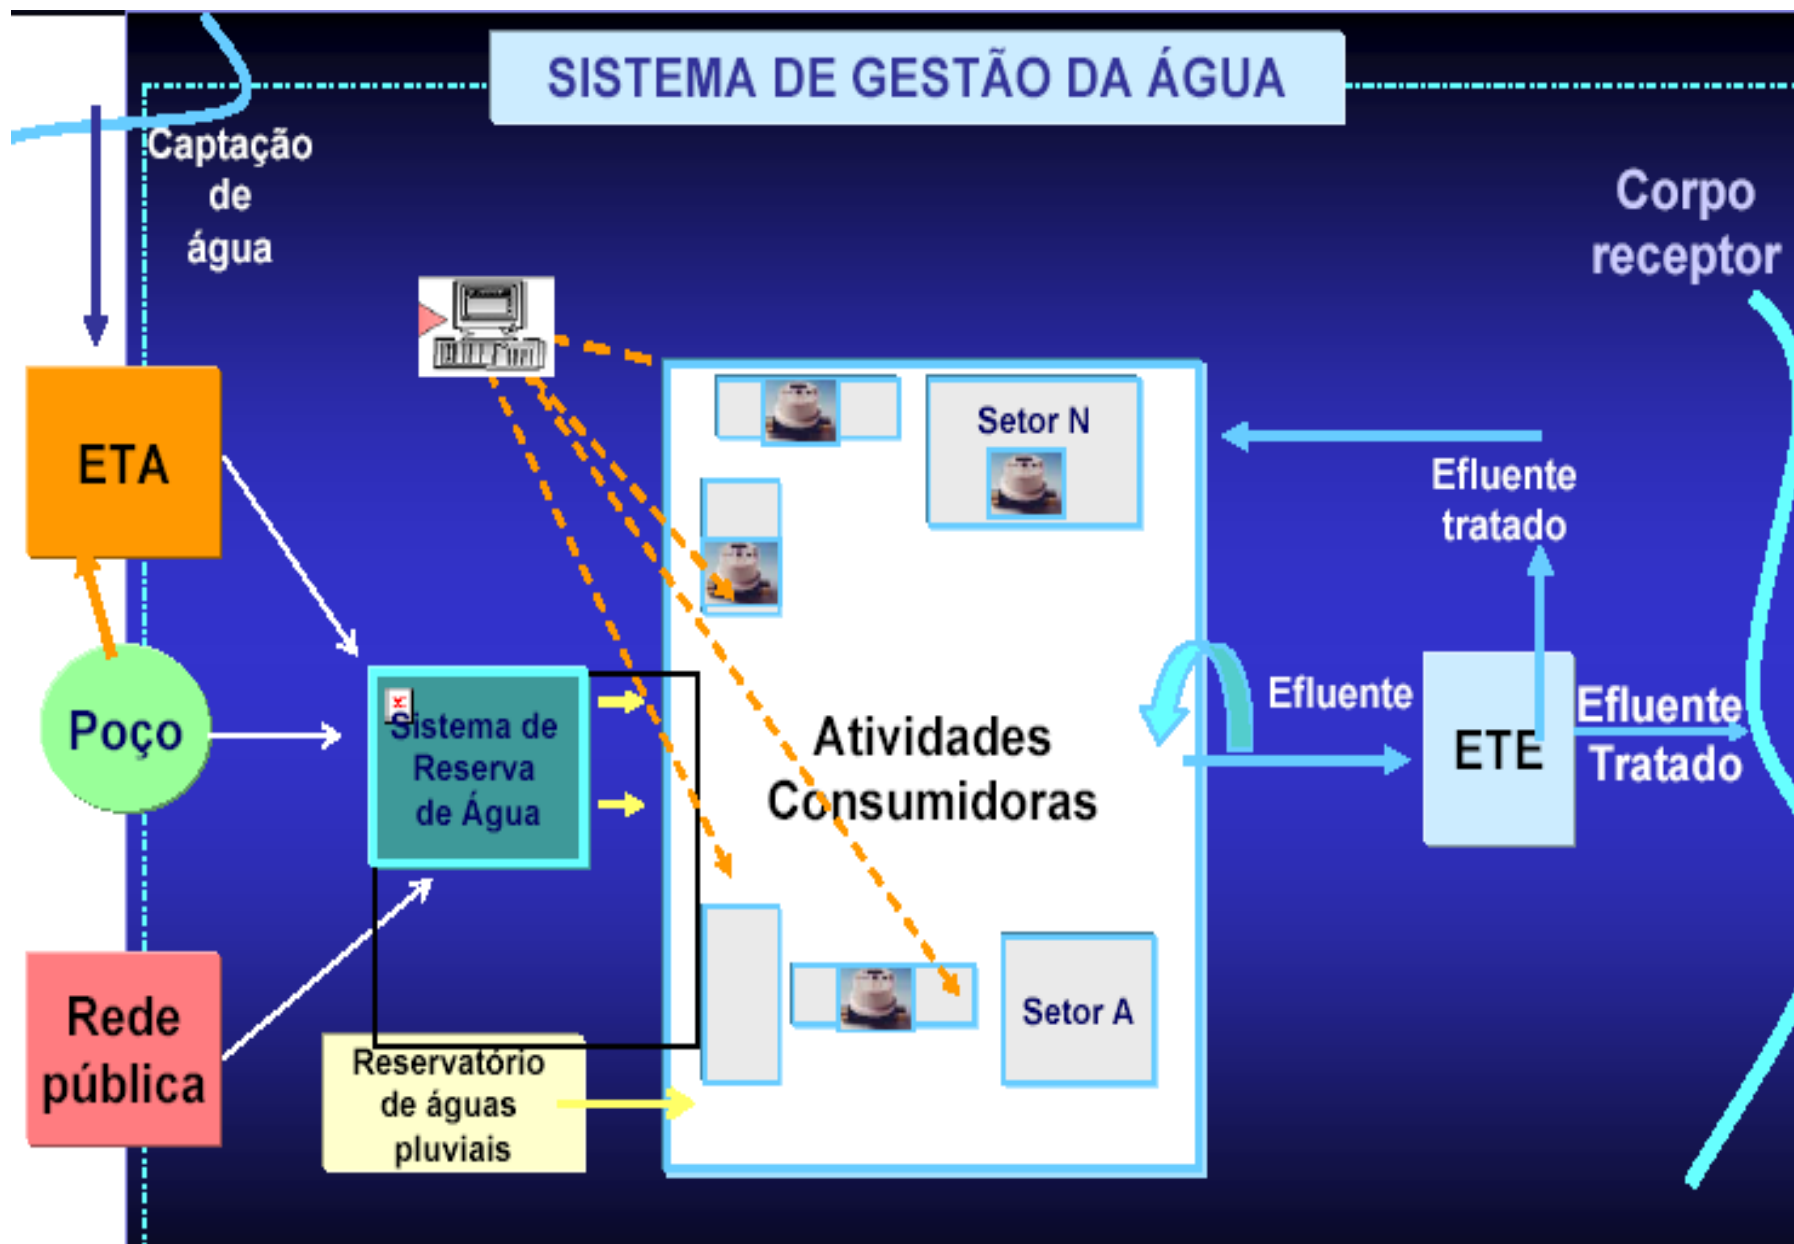 SISTEMA DE GESTÃO DA ÁGUA
Captação
de
água
Corpo
receptor
ETA
Setor N
Efluente
tratado
Poço
Sistema de
Reserva
de Água
Atividades
Consumidoras
Efluente
ETE
Efluente
Tratado
Rede
pública
Setor A
Reservatório
de águas
pluviais